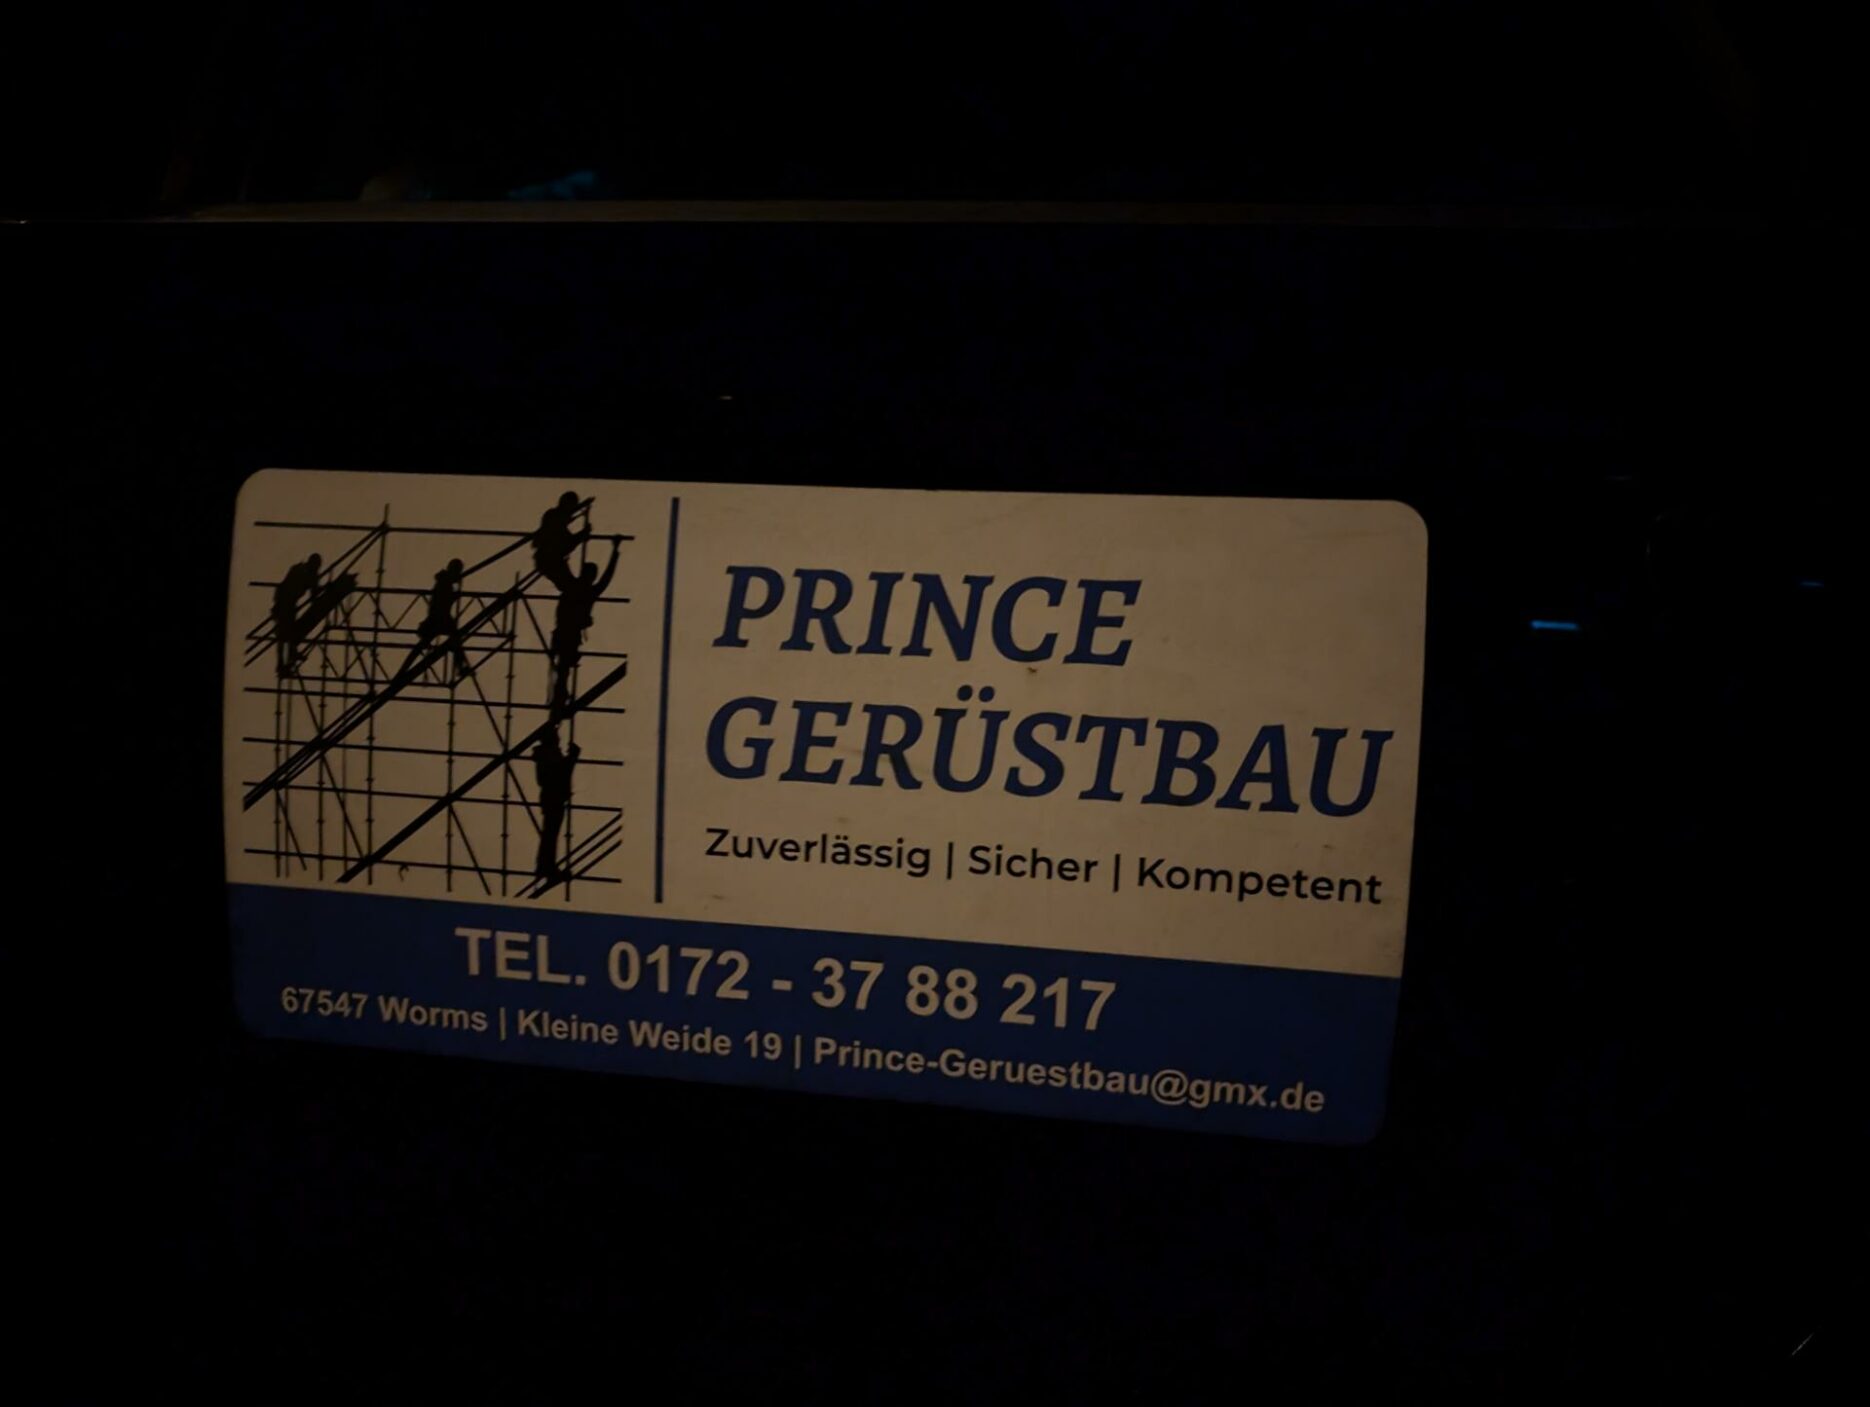 PRINCE
GERÜSTBAU
Zuverlässig | Sicher | Kompetent
TEL. 0172 - 37 88 217
67547 Worms | Kleine Weide 19 | Prince-Geruestbau@gmx.de